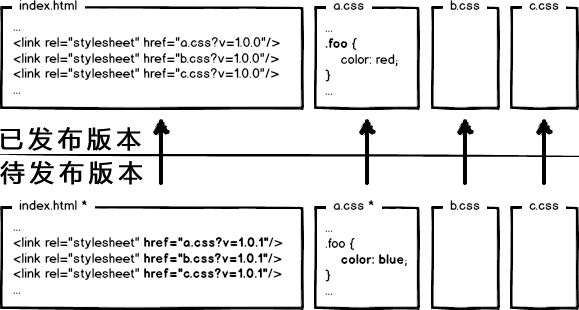 index.html
...
<link rel="stylesheet" href="a.css?v=1.0.0"/>
<link rel="stylesheet" href="b.css?v=1.0.0"/>
<link rel="stylesheet" href="c.css?v=1.0.0"/>
...
a.css
...
.foo {
color: red;
}
...
b.css
c.css
已发布版本
待发布版本
index.html *
...
<link rel="stylesheet" href="a.css?v=1.0.1"/>
<link rel="stylesheet" href="b.css?v=1.0.1"/>
<link rel="stylesheet" href="c.css?v=1.0.1"/>
...
a.css *
...
.foo {
color: blue;
}
...
b.css
c.css